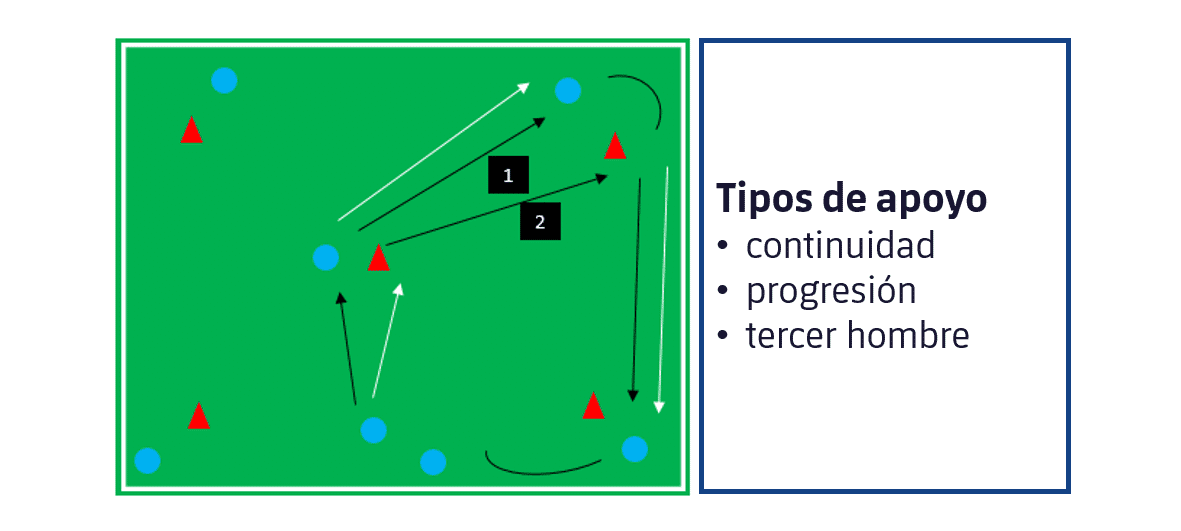 1
2
Tipos de apoyo
• continuidad
• progresión
• tercer hombre